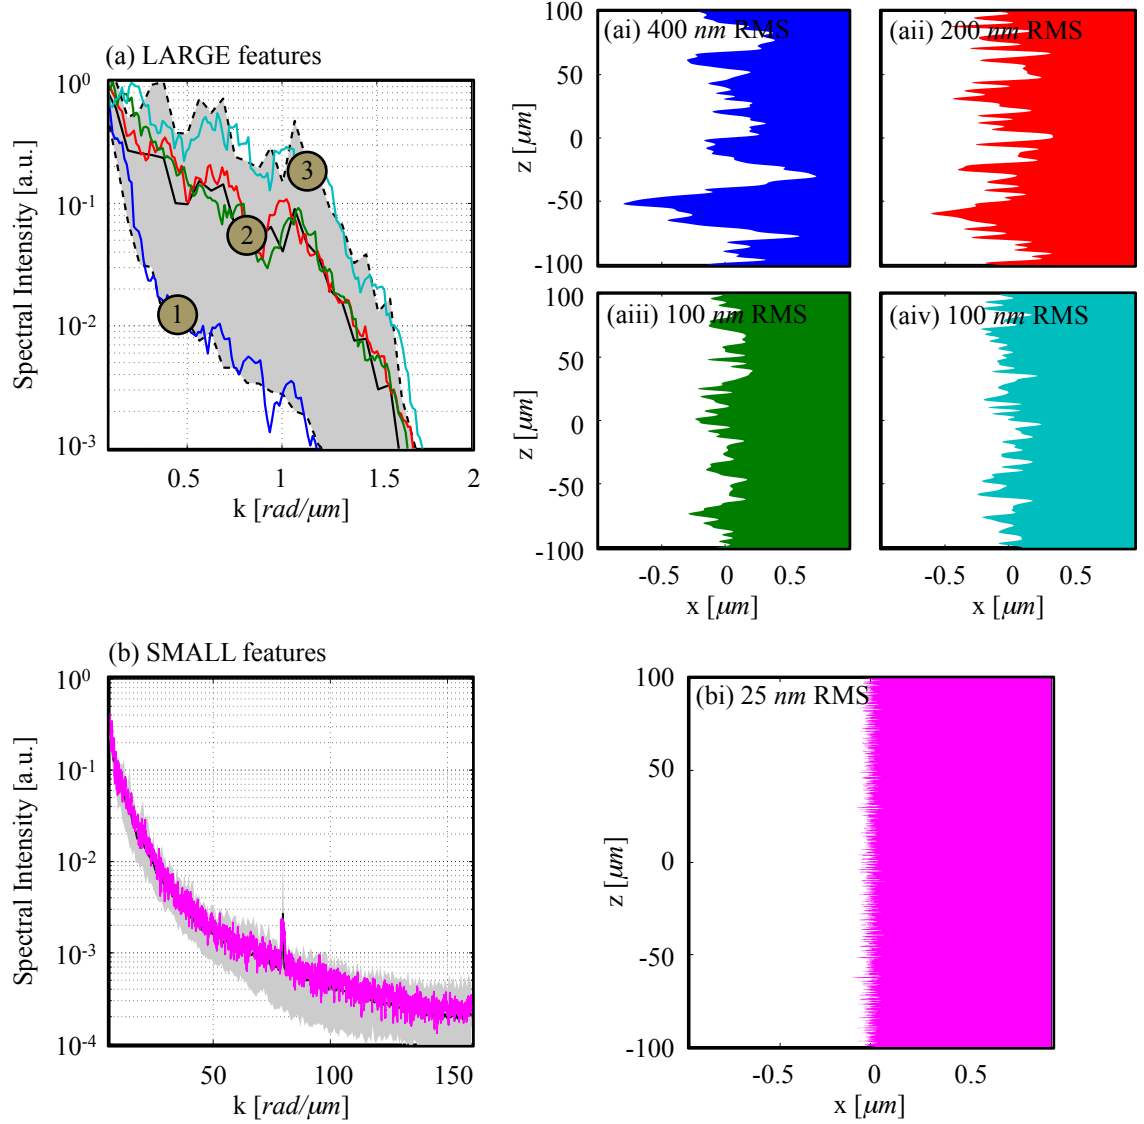 (a) LARGE features
Spectral Intensity [a.u.]
10^0
10^-1
10^-2
10^-3
1
2
3
0.5 1 1.5 2
k [rad/μm]
(ai) 400 nm RMS
(aii) 200 nm RMS
z [μm]
100
50
0
-50
-100
(aiii) 100 nm RMS
(aiv) 100 nm RMS
z [μm]
100
50
0
-50
-100
-0.5 0 0.5
x [μm]
-0.5 0 0.5
x [μm]
(b) SMALL features
Spectral Intensity [a.u.]
10^0
10^-1
10^-2
10^-3
10^-4
50 100 150
k [rad/μm]
(bi) 25 nm RMS
z [μm]
100
50
0
-50
-100
-0.5 0 0.5
x [μm]